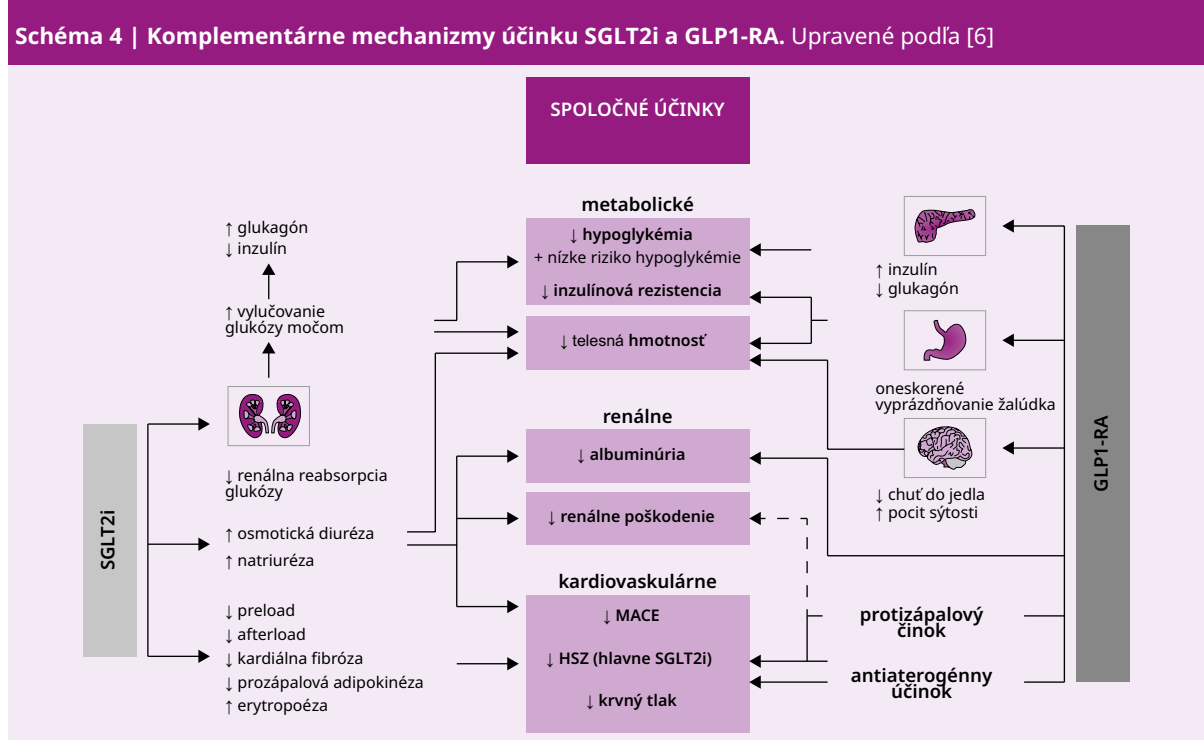 Schéma 4 | Komplementárne mechanizmy účinku SGLT2i a GLP1-RA. Upravené podľa [6]
SPOLOČNÉ ÚČINKY
SGLT2i
↑ glukagón
↓ inzulín
↑ vylučovanie
glukózy močom
↓ renálna reabsorpcia
glukózy
↑ osmotická diuréza
↑ natriuréza
↓ preload
↓ afterload
↓ kardiálna fibróza
↓ prozápalová adipokinéza
↑ erytropoéza
metabolické
↓ hypoglykémia
+ nízke riziko hypoglykémie
↓ inzulínová rezistencia
↓ telesná hmotnosť
renálne
↓ albuminúria
↓ renálne poškodenie
kardiovaskulárne
↓ MACE
↓ HSZ (hlavne SGLT2i)
↓ krvný tlak
↑ inzulín
↓ glukagón
oneskorené
vyprázdňovanie žalúdka
↓ chuť do jedla
↑ pocit sýtosti
protizápalový
činok
antiaterogénny
účinok
GLP1-RA